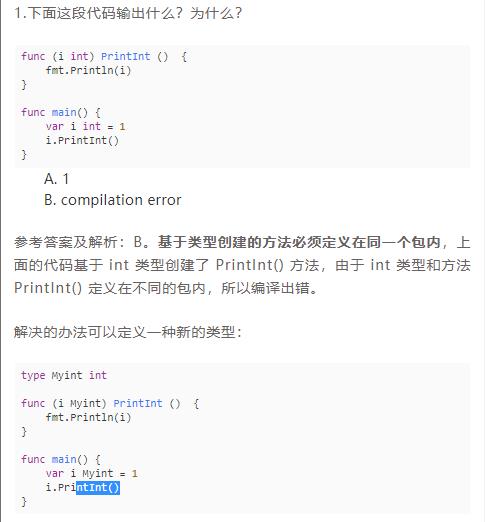 1.下面这段代码输出什么？为什么？
func (i int) PrintInt ()  {
    fmt.Println(i)
}
func main() {
    var i int = 1
    i.PrintInt()
}
A. 1
B. compilation error
参考答案及解析：B。基于类型创建的方法必须定义在同一个包内，上
面的代码基于 int 类型创建了 PrintInt() 方法，由于 int 类型和方法
PrintInt() 定义在不同的包内，所以编译出错。
解决的办法可以定义一种新的类型：
type Myint int
func (i Myint) PrintInt ()  {
    fmt.Println(i)
}
func main() {
    var i Myint = 1
    i.PrintInt()
}